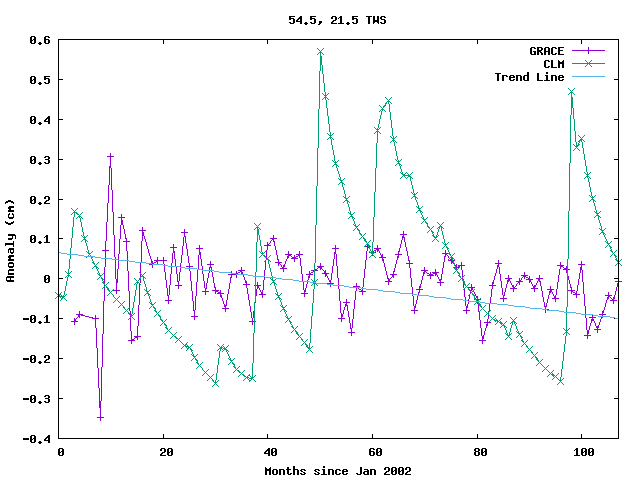 54.5, 21.5 TWS
GRACE
CLM
Trend Line
0.6
0.5
0.4
0.3
0.2
0.1
0
-0.1
-0.2
-0.3
-0.4
Anomaly (cm)
0 20 40 60 80 100
Months since Jan 2002